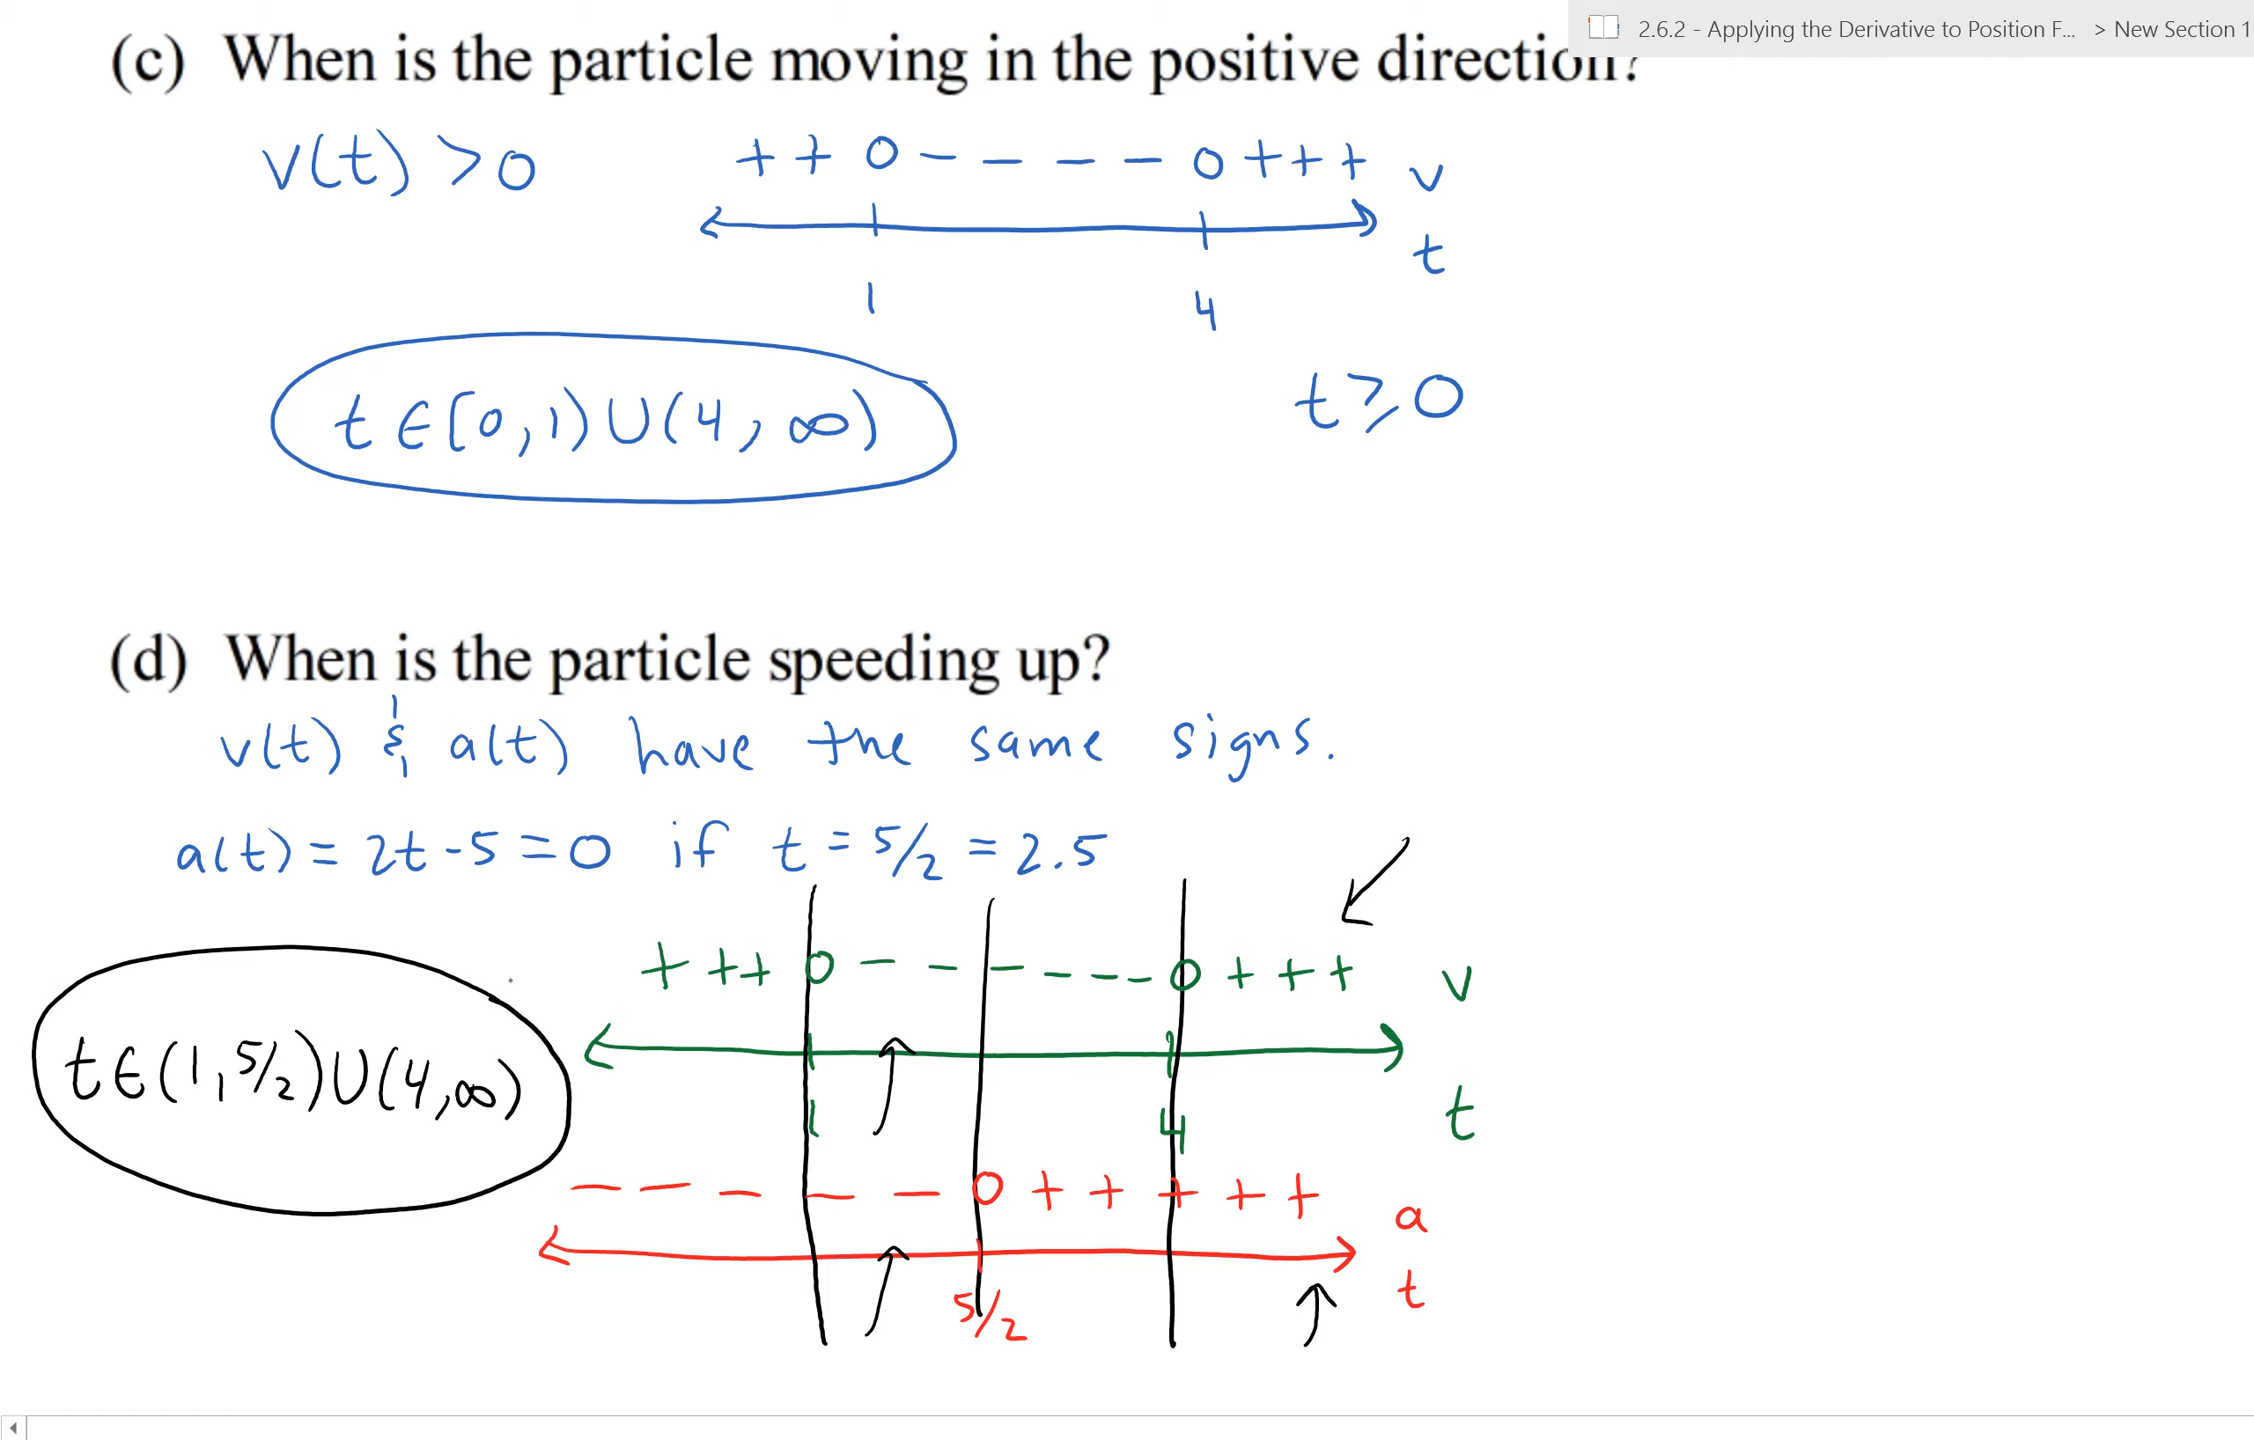 2.6.2 - Applying the Derivative to Position F... > New Section 1
(c) When is the particle moving in the positive direction?
v(t) > 0
+ + 0 - - - - 0 + + + v
t
1 4
t ∈ [0,1) ∪ (4, ∞)
t ≥ 0
(d) When is the particle speeding up?
v(t) & a(t) have the same signs.
a(t) = 2t - 5 = 0 if t = 5/2 = 2.5
+ + + 0 - - - - - - 0 + + + v
t ∈ (1, 5/2) ∪ (4, ∞)
1 4 t
- - - - - 0 + + + + + a
5/2 t